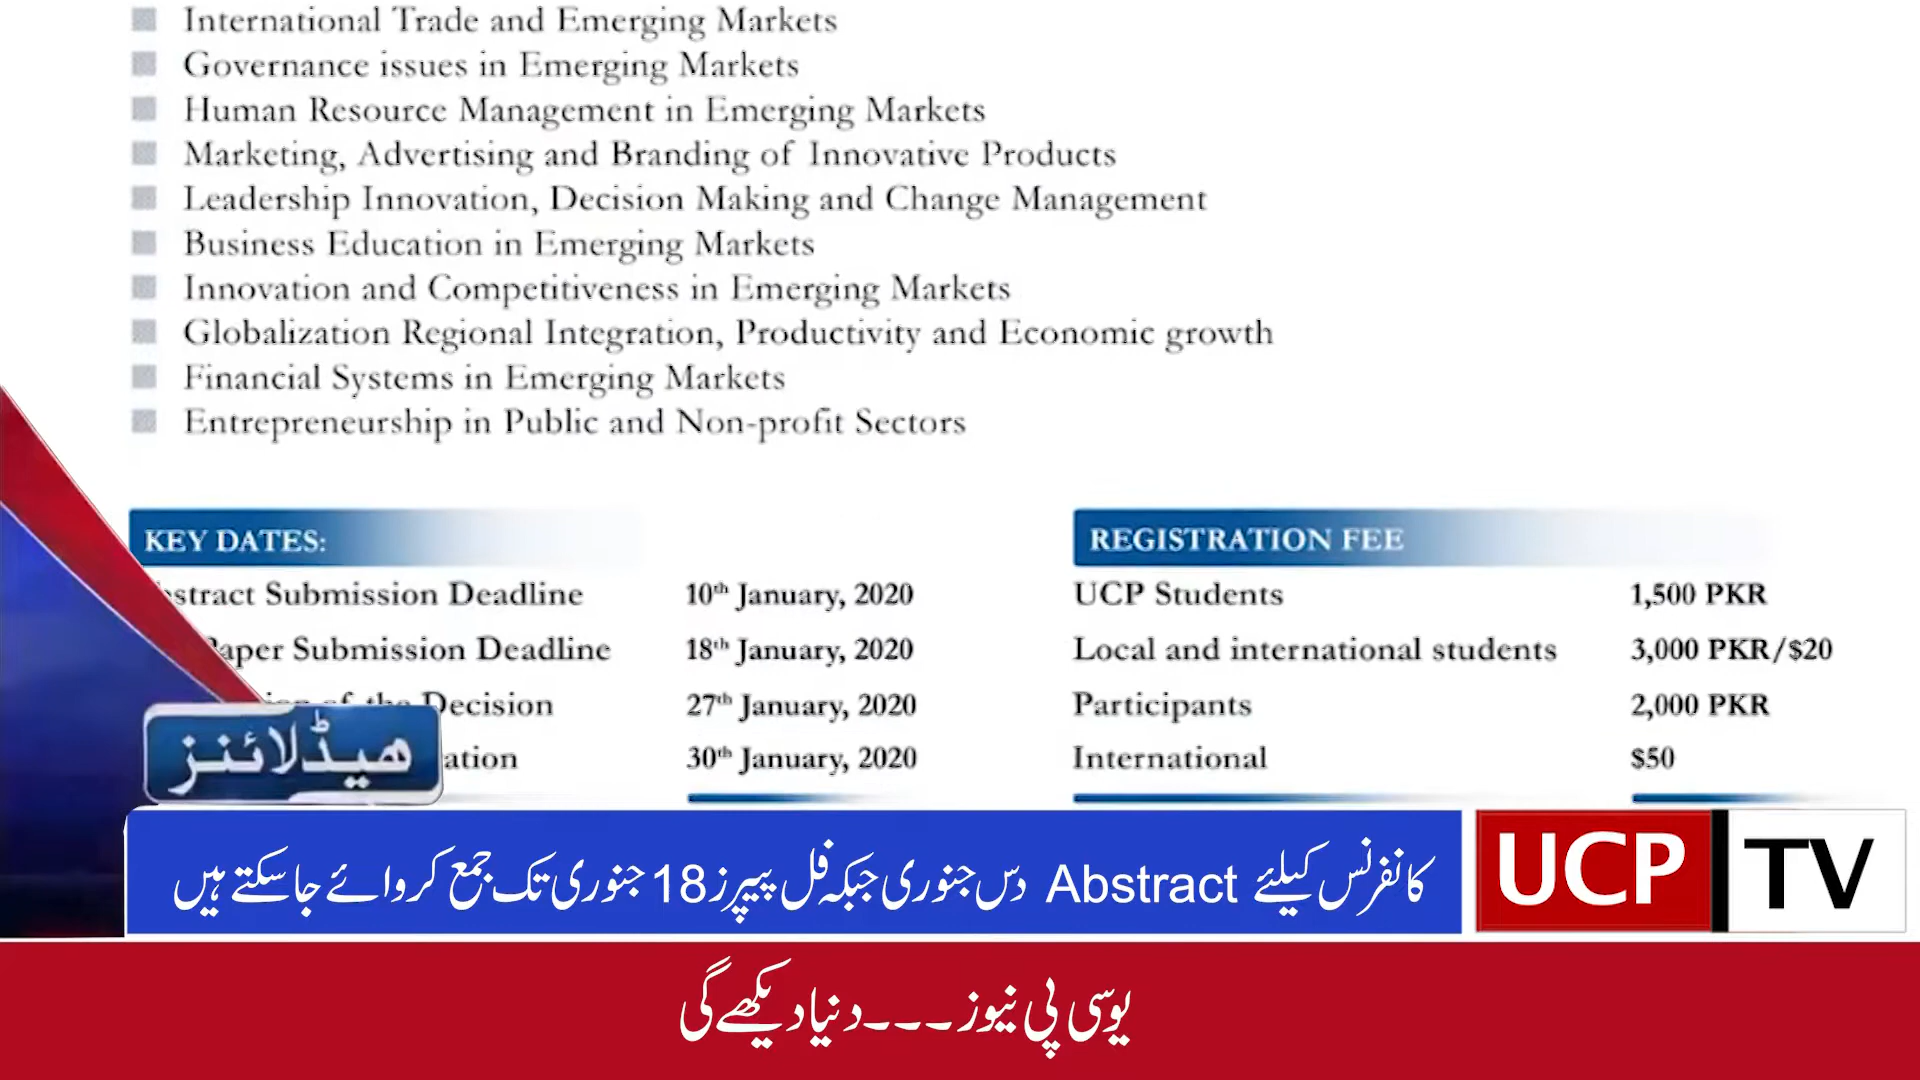 International Trade and Emerging Markets
Governance issues in Emerging Markets
Human Resource Management in Emerging Markets
Marketing, Advertising and Branding of Innovative Products
Leadership Innovation, Decision Making and Change Management
Business Education in Emerging Markets
Innovation and Competitiveness in Emerging Markets
Globalization Regional Integration, Productivity and Economic growth
Financial Systems in Emerging Markets
Entrepreneurship in Public and Non-profit Sectors
KEY DATES:
Submission Deadline 10th January, 2020
Paper Submission Deadline 18th January, 2020
of the Decision 27th January, 2020
30th January, 2020
REGISTRATION FEE
UCP Students 1,500 PKR
Local and international students 3,000 PKR/$20
Participants 2,000 PKR
International $50
ھیڈلائنز
کانفرنس کیلئے Abstract دس جنوری جبکہ فل پیپرز 18 جنوری تک جمع کروائے جاسکتے ہیں
UCP TV
یوسی پی نیوز ---دنیا دیکھے گی